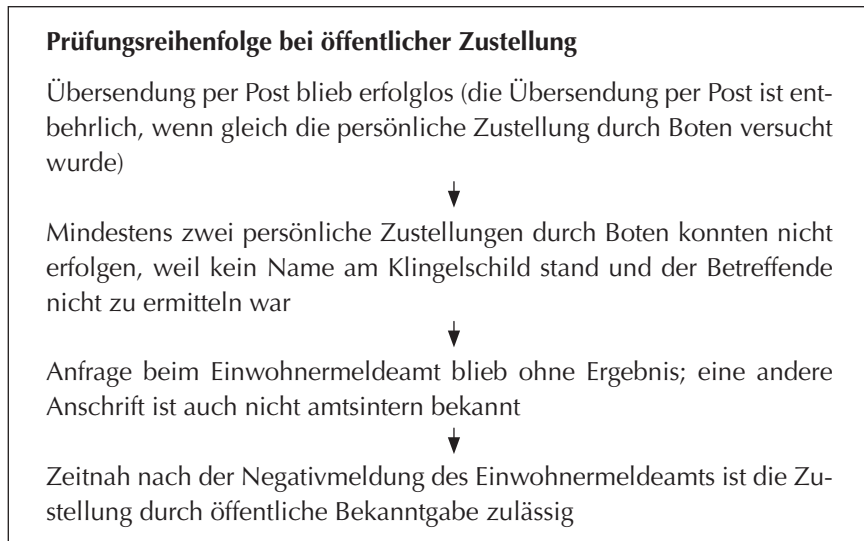 Prüfungsreihenfolge bei öffentlicher Zustellung
Übersendung per Post blieb erfolglos (die Übersendung per Post ist ent-
behrlich, wenn gleich die persönliche Zustellung durch Boten versucht
wurde)
Mindestens zwei persönliche Zustellungen durch Boten konnten nicht
erfolgen, weil kein Name am Klingelschild stand und der Betreffende
nicht zu ermitteln war
Anfrage beim Einwohnermeldeamt blieb ohne Ergebnis; eine andere
Anschrift ist auch nicht amtsintern bekannt
Zeitnah nach der Negativmeldung des Einwohnermeldeamts ist die Zu-
stellung durch öffentliche Bekanntgabe zulässig